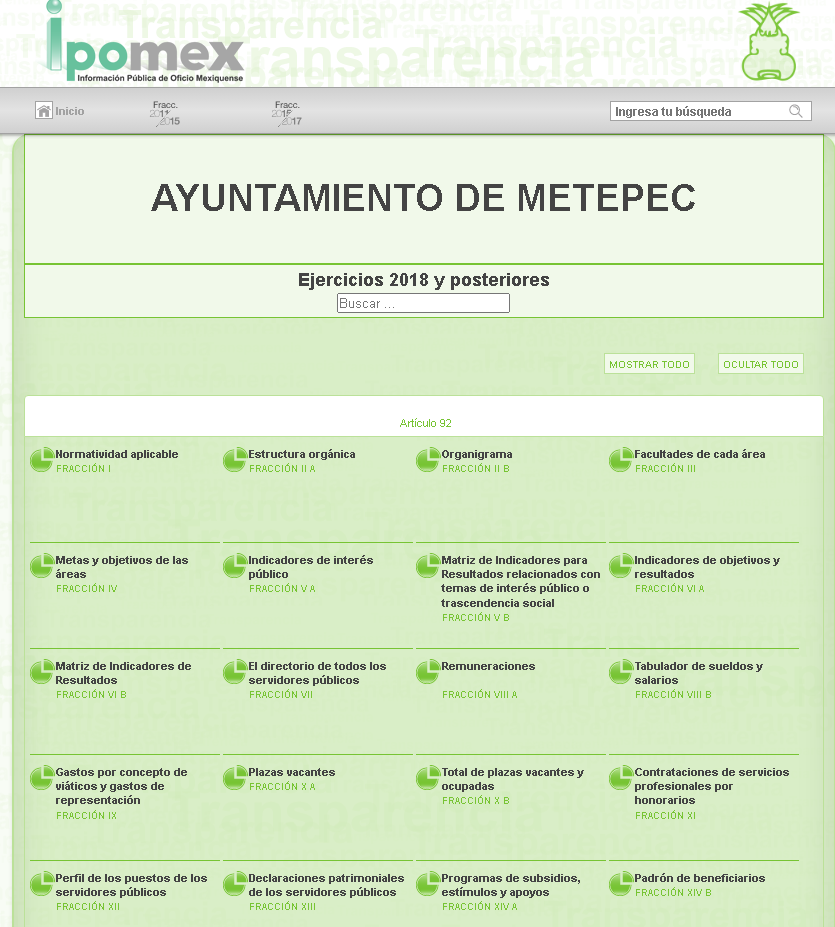 ipomex
Información Pública de Oficio Mexiquense
Transparencia
Inicio
Fracc.
2015
Fracc.
2017
Ingresa tu búsqueda
AYUNTAMIENTO DE METEPEC
Ejercicios 2018 y posteriores
Buscar ...
MOSTRAR TODO OCULTAR TODO
Artículo 92
Normatividad aplicable
FRACCIÓN I
Estructura orgánica
FRACCIÓN II A
Organigrama
FRACCIÓN II B
Facultades de cada área
FRACCIÓN III
Metas y objetivos de las
áreas
FRACCIÓN IV
Indicadores de interés
público
FRACCIÓN V A
Matriz de Indicadores para
Resultados relacionados con
temas de interés público o
trascendencia social
FRACCIÓN V B
Indicadores de objetivos y
resultados
FRACCIÓN VI A
Matriz de Indicadores de
Resultados
FRACCIÓN VI B
El directorio de todos los
servidores públicos
FRACCIÓN VII
Remuneraciones
FRACCIÓN VIII A
Tabulador de sueldos y
salarios
FRACCIÓN VIII B
Gastos por concepto de
viáticos y gastos de
representación
FRACCIÓN IX
Plazas vacantes
FRACCIÓN X A
Total de plazas vacantes y
ocupadas
FRACCIÓN X B
Contrataciones de servicios
profesionales por
honorarios
FRACCIÓN XI
Perfil de los puestos de los
servidores públicos
FRACCIÓN XII
Declaraciones patrimoniales
de los servidores públicos
FRACCIÓN XIII
Programas de subsidios,
estímulos y apoyos
FRACCIÓN XIV A
Padrón de beneficiarios
FRACCIÓN XIV B